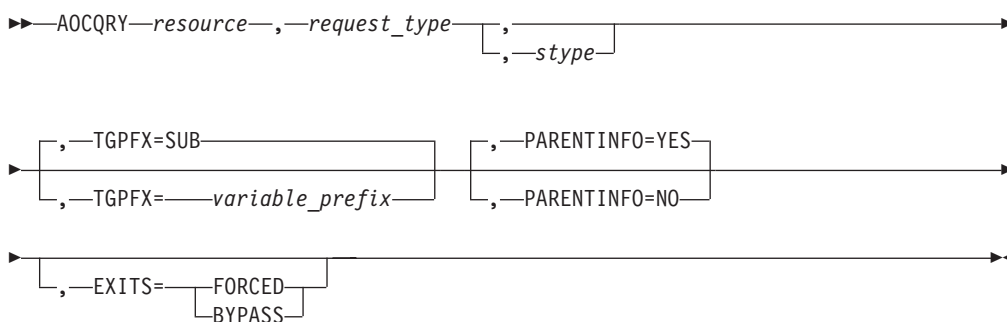 AOCQRY resource , request_type ,
, stype
, TGPFX=SUB , PARENTINFO=YES
, TGPFX= variable_prefix , PARENTINFO=NO
, EXITS= FORCED
BYPASS